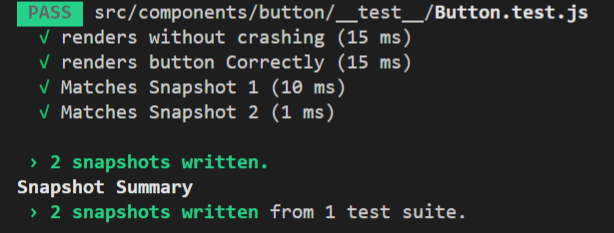 PASS src/components/button/__test__/Button.test.js
√ renders without crashing (15 ms)
√ renders button Correctly (15 ms)
√ Matches Snapshot 1 (10 ms)
√ Matches Snapshot 2 (1 ms)
› 2 snapshots written.
Snapshot Summary
› 2 snapshots written from 1 test suite.